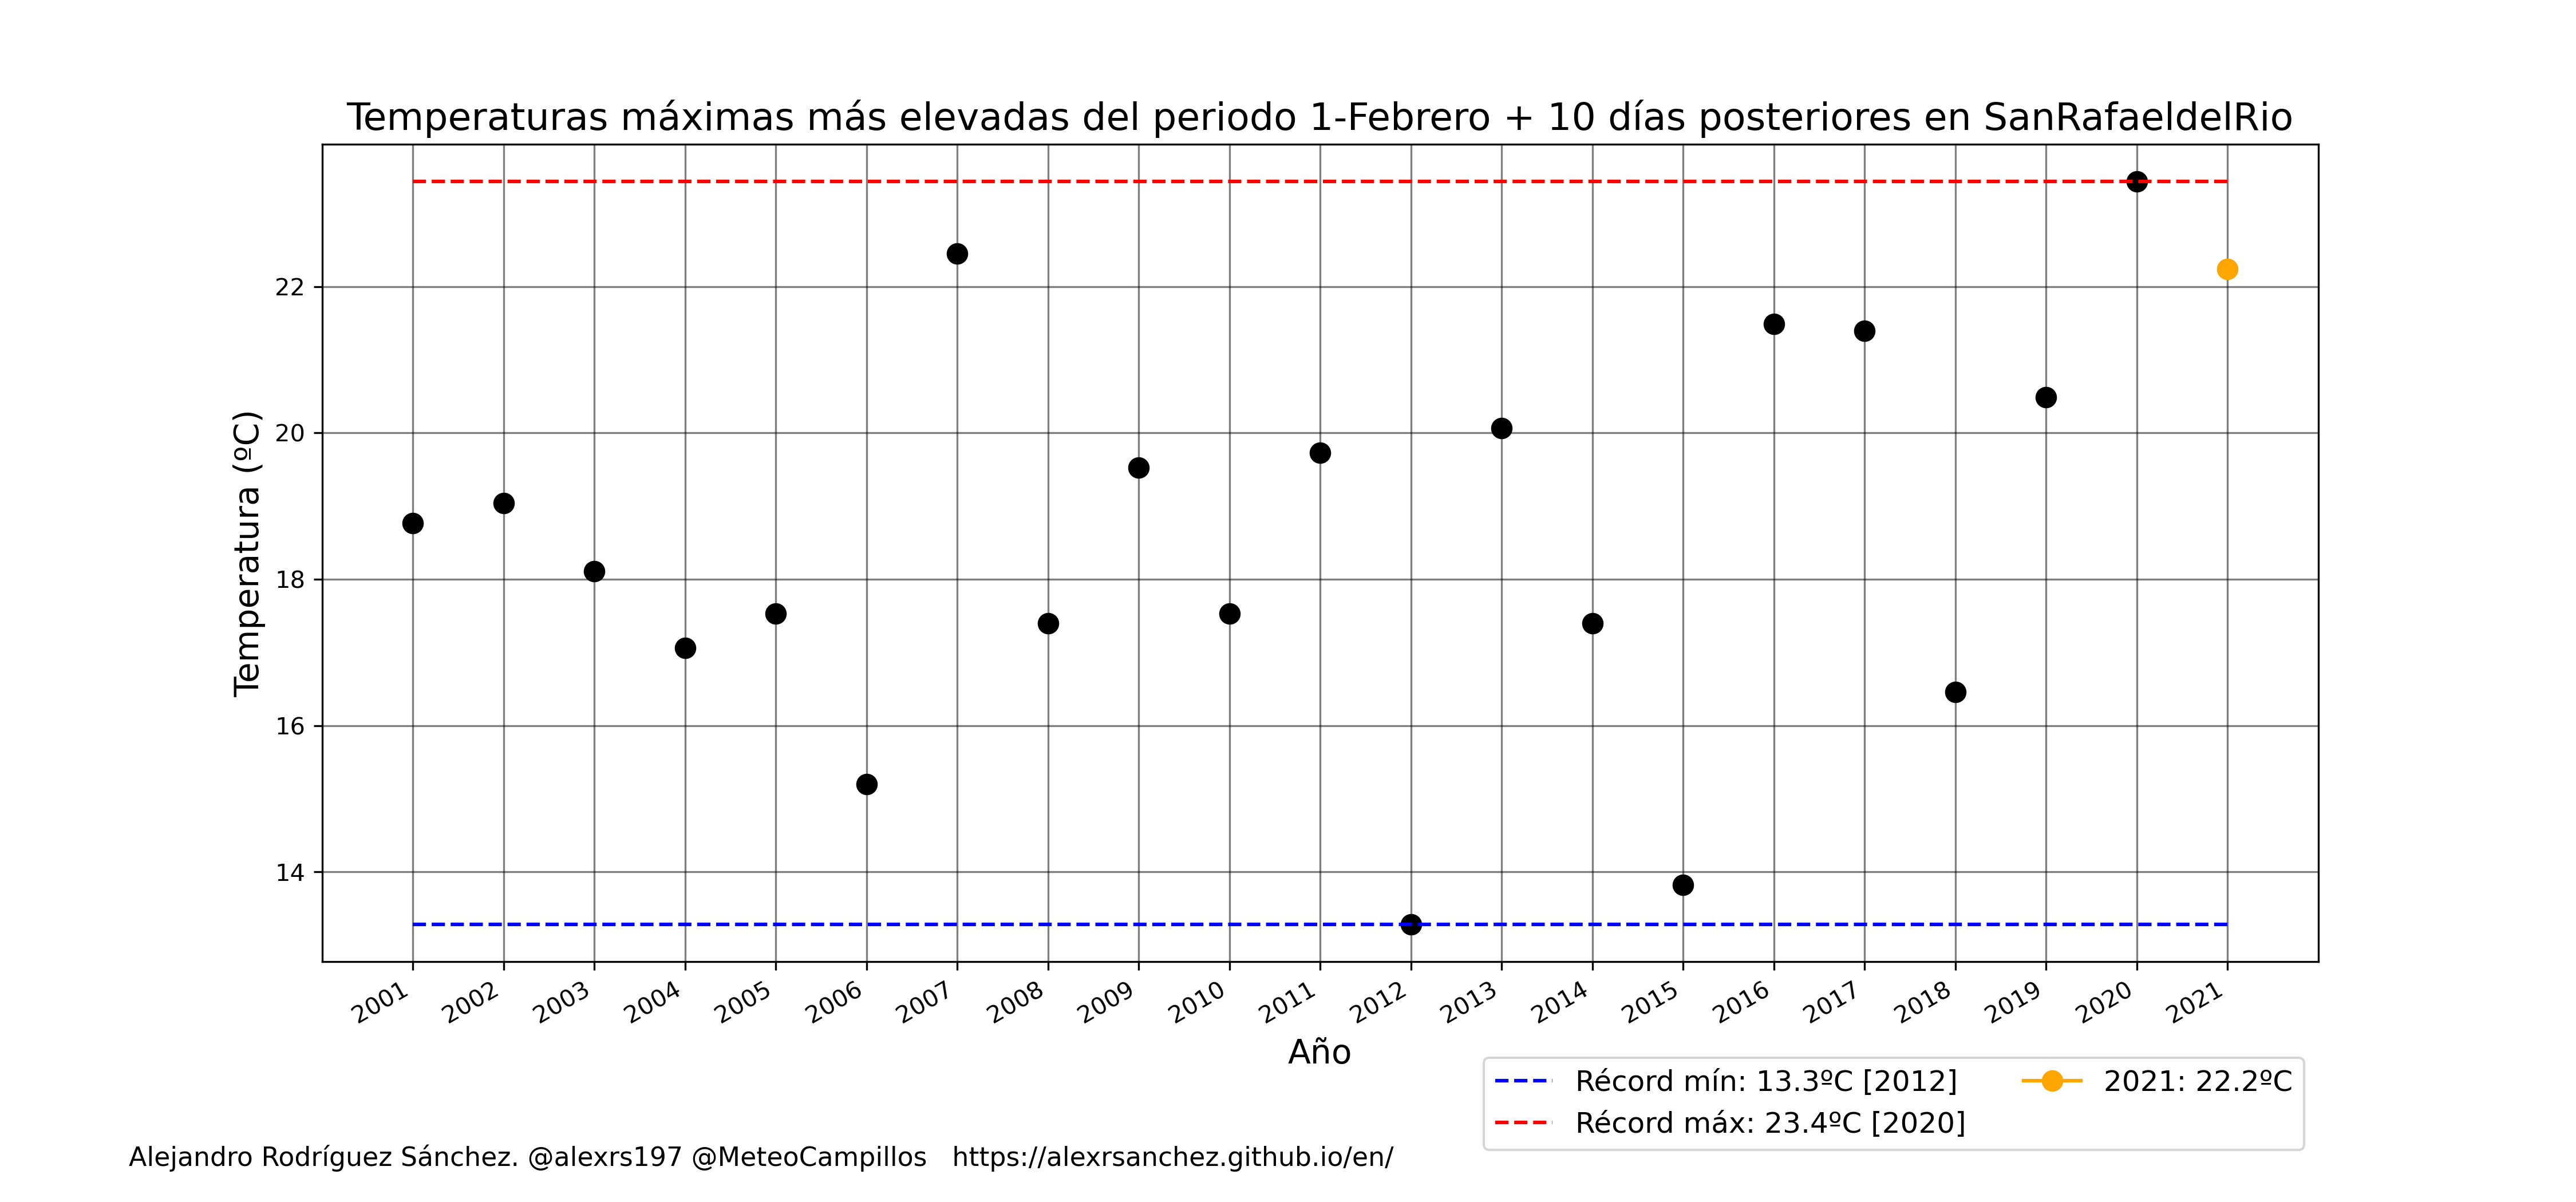 Temperaturas máximas más elevadas del periodo 1-Febrero + 10 días posteriores en SanRafaeldelRio
Temperatura (ºC)
22
20
18
16
14
2001 2002 2003 2004 2005 2006 2007 2008 2009 2010 2011 2012 2013 2014 2015 2016 2017 2018 2019 2020 2021
Año
Récord mín: 13.3ºC [2012]
Récord máx: 23.4ºC [2020]
2021: 22.2ºC
Alejandro Rodríguez Sánchez. @alexrs197 @MeteoCampillos https://alexrsanchez.github.io/en/